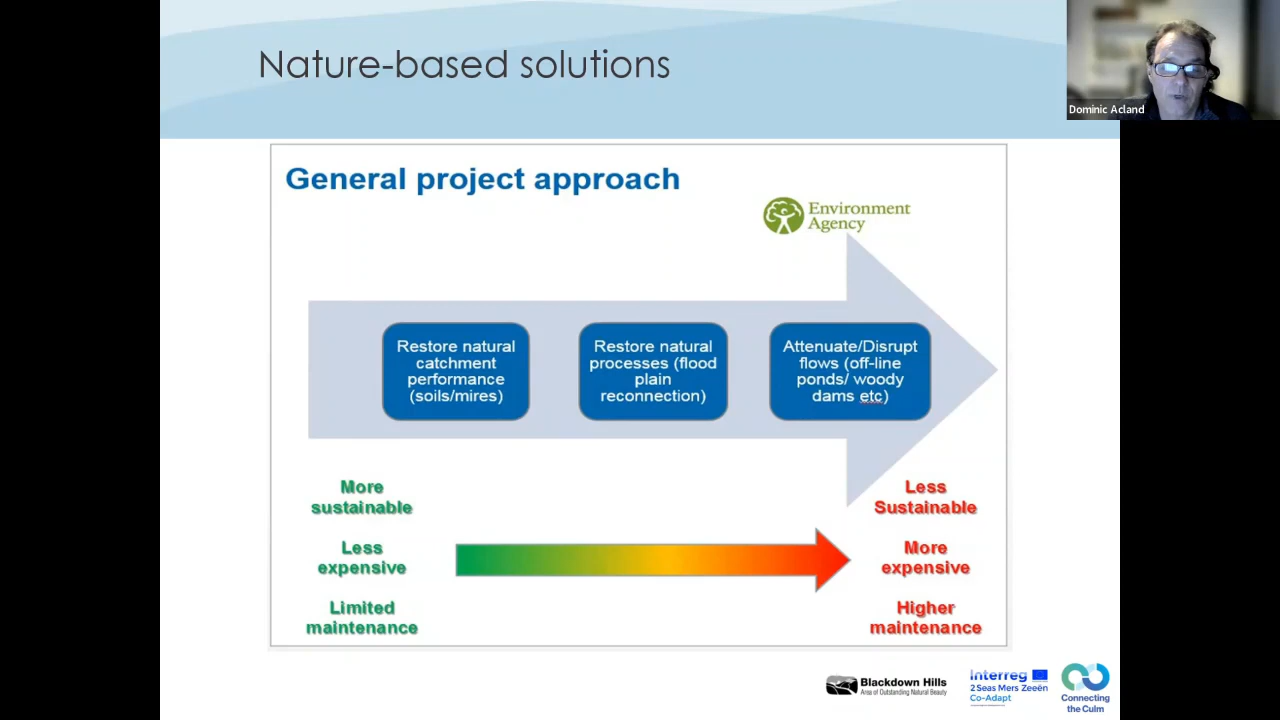 Nature-based solutions
Dominic Acland
General project approach
Environment
Agency
Restore natural
catchment
performance
(soils/mires)
Restore natural
processes (flood
plain
reconnection)
Attenuate/Disrupt
flows (off-line
ponds/ woody
dams etc)
More
sustainable
Less
expensive
Limited
maintenance
Less
Sustainable
More
expensive
Higher
maintenance
Blackdown Hills
Area of Outstanding Natural Beauty
Interreg
2 Seas Mers Zeeën
Co-Adapt
Connecting
the Culm